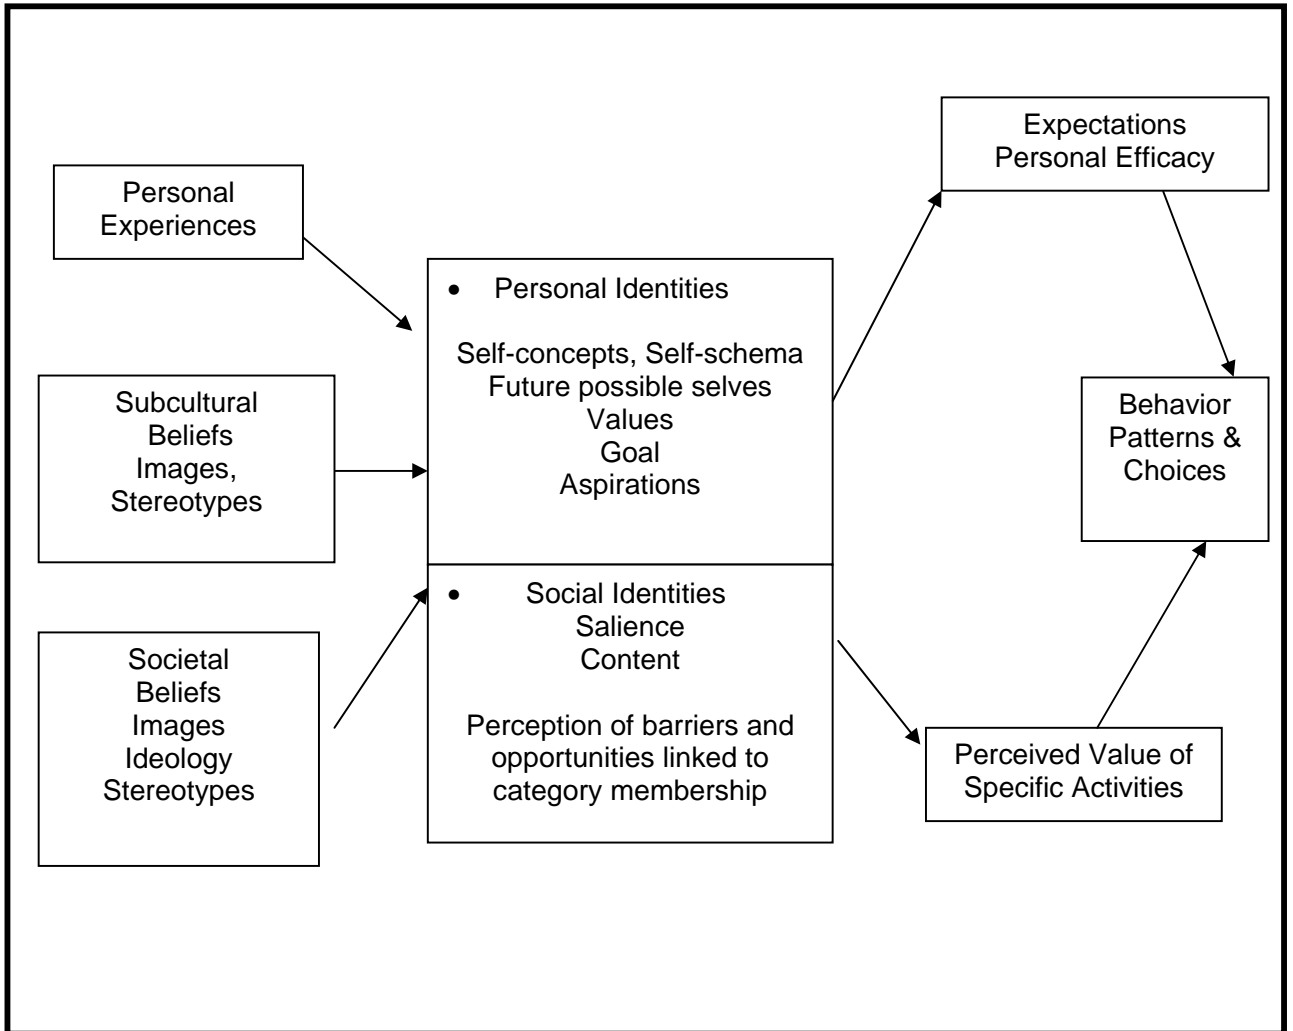 Personal
Experiences
Subcultural
Beliefs
Images,
Stereotypes
Societal
Beliefs
Images
Ideology
Stereotypes
• Personal Identities
Self-concepts, Self-schema
Future possible selves
Values
Goal
Aspirations
• Social Identities
Salience
Content
Perception of barriers and
opportunities linked to
category membership
Expectations
Personal Efficacy
Perceived Value of
Specific Activities
Behavior
Patterns &
Choices